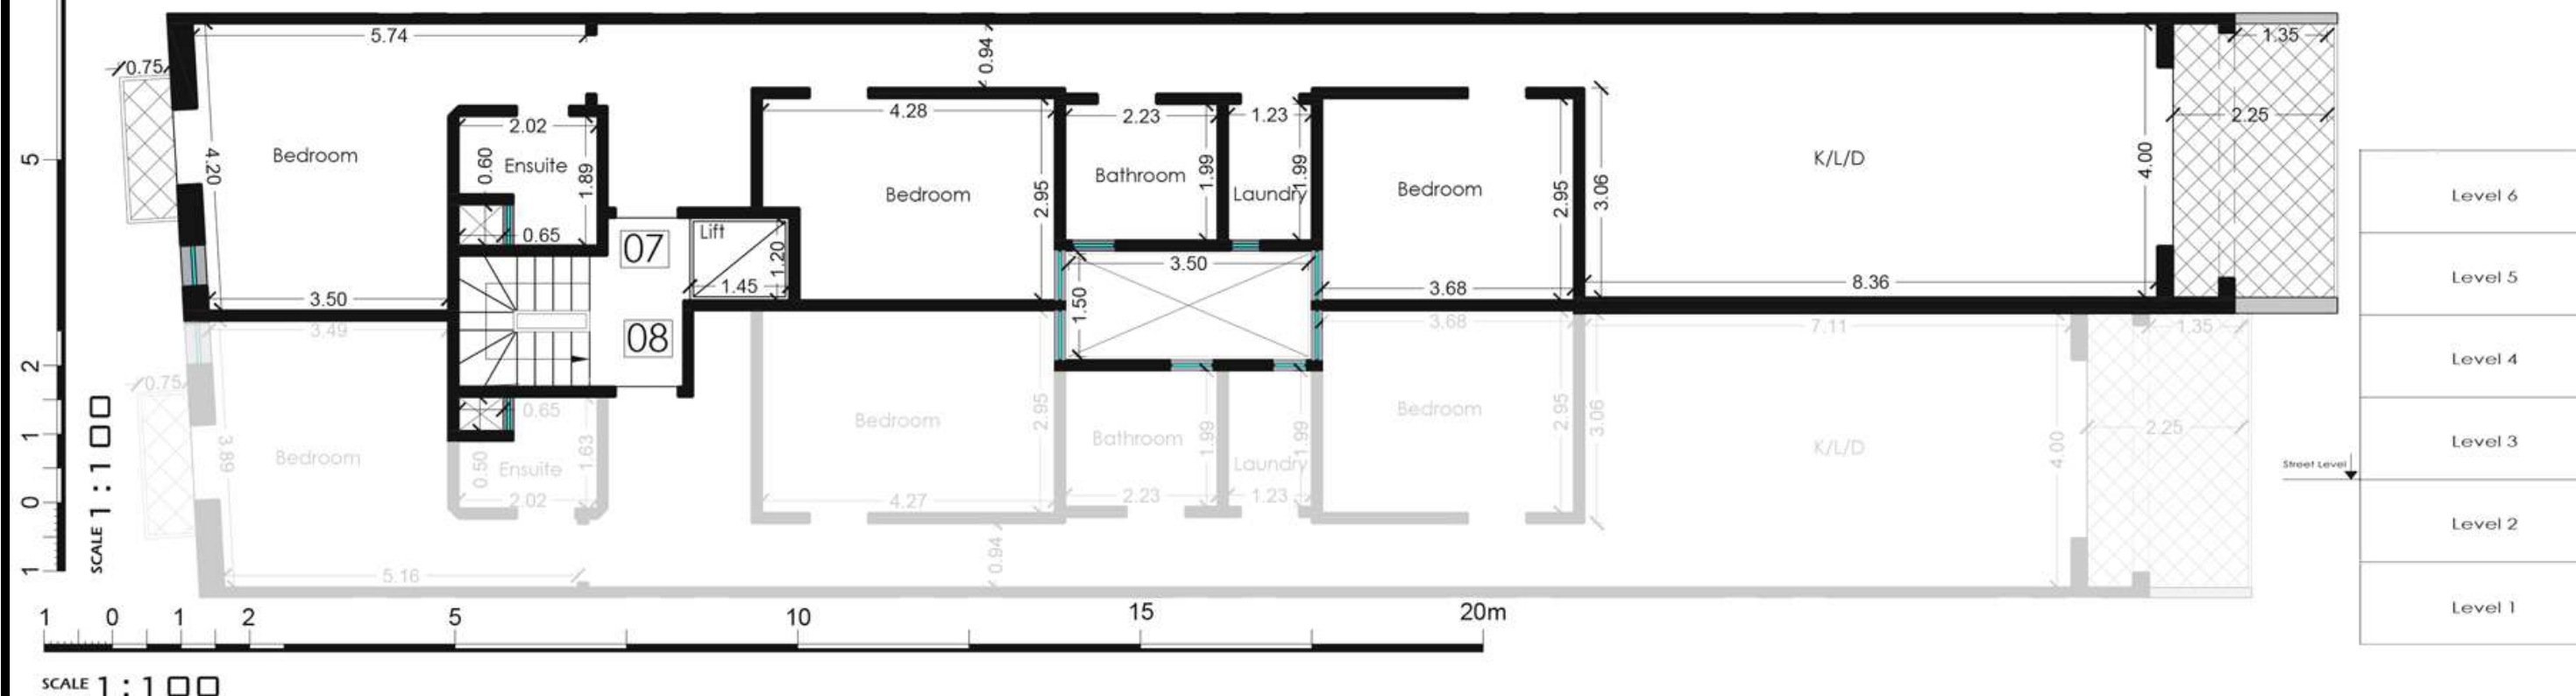 5.74
0.94
1.35
0.75
4.28
2.23
1.23
2.25
2.02
5
Bedroom
4.20
0.60
Ensuite
1.89
Bedroom
2.95
Bathroom
1.99
Laundry
1.99
Bedroom
2.95
3.06
K/L/D
4.00
Level 6
0.65
07
Lift
1.20
1.45
3.50
3.50
1.50
3.68
8.36
Level 5
08
3.49
3.68
7.11
1.35
2
0.75
Level 4
0.65
Bedroom
2.95
Bedroom
2.95
3.06
1
3.89
Bedroom
0.50
Ensuite
1.63
Bathroom
1.99
Laundry
1.99
K/L/D
4.00
2.25
Level 3
Street Level
0
2.02
4.27
2.23
1.23
Level 2
1
SCALE 1:100
5.16
0.94
Level 1
1 0 1 2 5 10 15 20m
SCALE 1:100